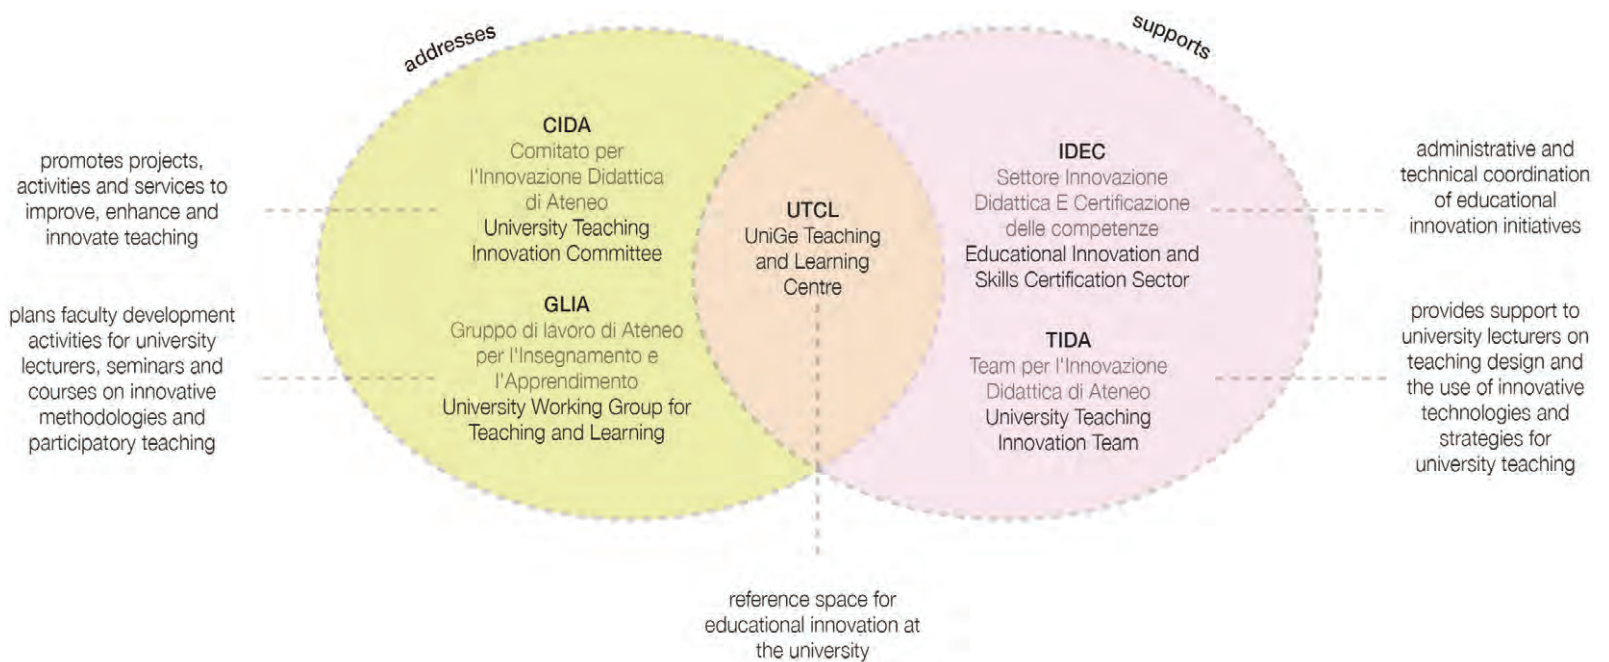 addresses
supports
promotes projects,
activities and services to
improve, enhance and
innovate teaching
plans faculty development
activities for university
lecturers, seminars and
courses on innovative
methodologies and
participatory teaching
CIDA
Comitato per
l'Innovazione Didattica
di Ateneo
University Teaching
Innovation Committee
GLIA
Gruppo di lavoro di Ateneo
per l'Insegnamento e
l'Apprendimento
University Working Group for
Teaching and Learning
UTCL
UniGe Teaching
and Learning
Centre
IDEC
Settore Innovazione
Didattica E Certificazione
delle competenze
Educational Innovation and
Skills Certification Sector
TIDA
Team per l'Innovazione
Didattica di Ateneo
University Teaching
Innovation Team
administrative and
technical coordination
of educational
innovation initiatives
provides support to
university lecturers on
teaching design and
the use of innovative
technologies and
strategies for
university teaching
reference space for
educational innovation at
the university